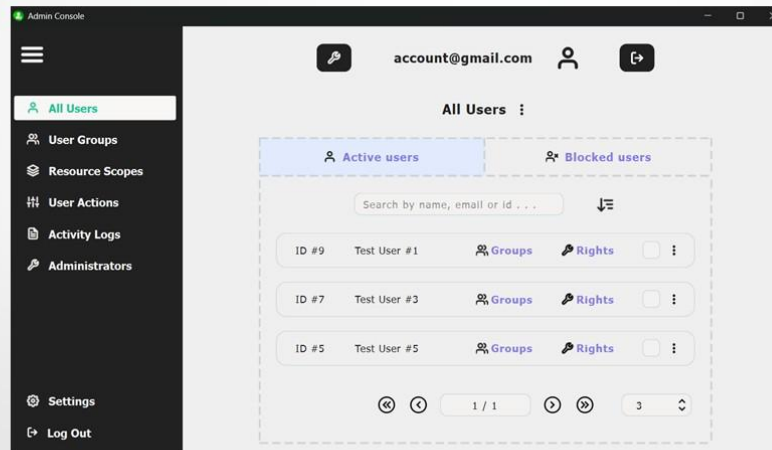 Admin Console
account@gmail.com
All Users
User Groups
Resource Scopes
User Actions
Activity Logs
Administrators
Settings
Log Out
All Users
Active users
Blocked users
Search by name, email or id . . .
ID #9 Test User #1 Groups Rights
ID #7 Test User #3 Groups Rights
ID #5 Test User #5 Groups Rights
1 / 1 3